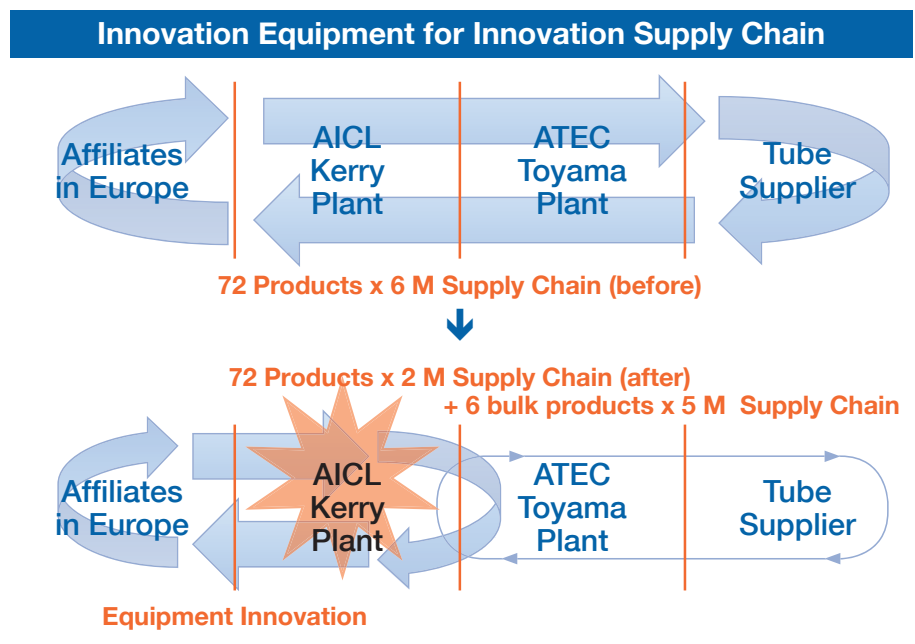 Innovation Equipment for Innovation Supply Chain
Affiliates
in Europe
AICL
Kerry
Plant
ATEC
Toyama
Plant
Tube
Supplier
72 Products x 6 M Supply Chain (before)
72 Products x 2 M Supply Chain (after)
+ 6 bulk products x 5 M Supply Chain
Affiliates
in Europe
AICL
Kerry
Plant
ATEC
Toyama
Plant
Tube
Supplier
Equipment Innovation